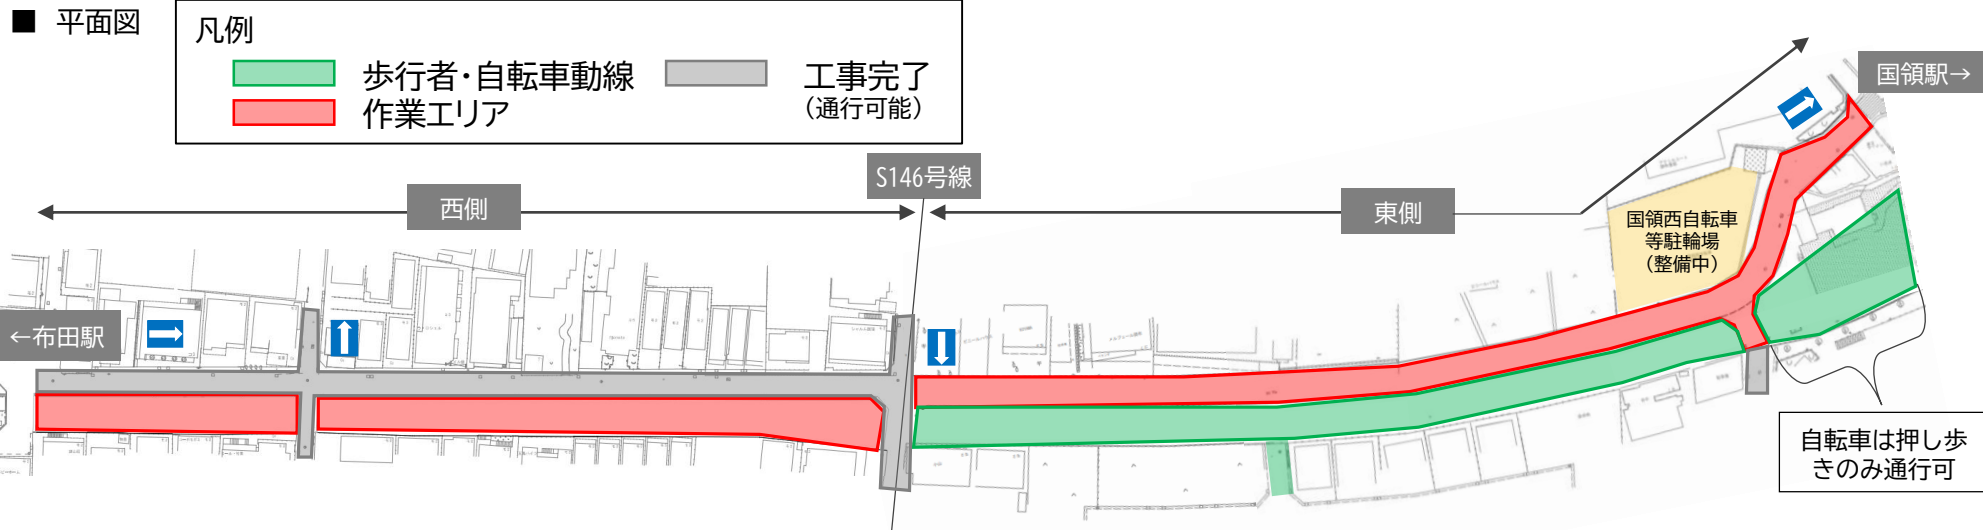 ■ 平面図
凡例
歩行者・自転車動線
工事完了
（通行可能）
作業エリア
国領駅→
S146号線
西側
東側
国領西自転車
等駐輪場
（整備中）
←布田駅
自転車は押し歩
きのみ通行可